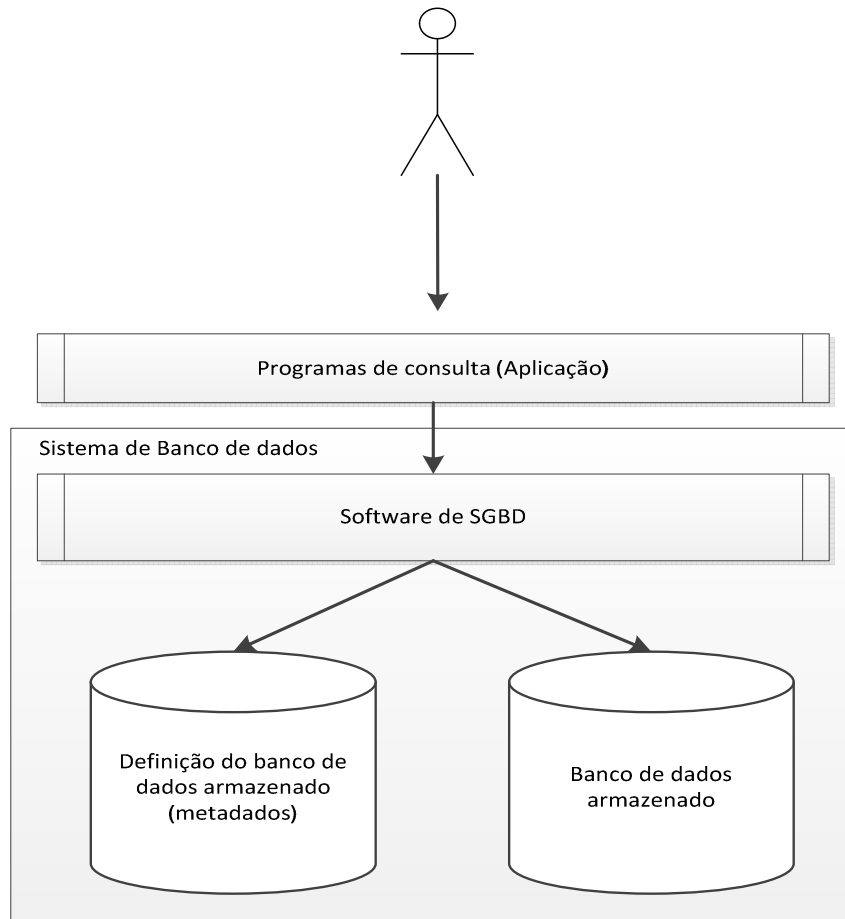 Programas de consulta (Aplicação)
Sistema de Banco de dados
Software de SGBD
Definição do banco de
dados armazenado
(metadados)
Banco de dados
armazenado